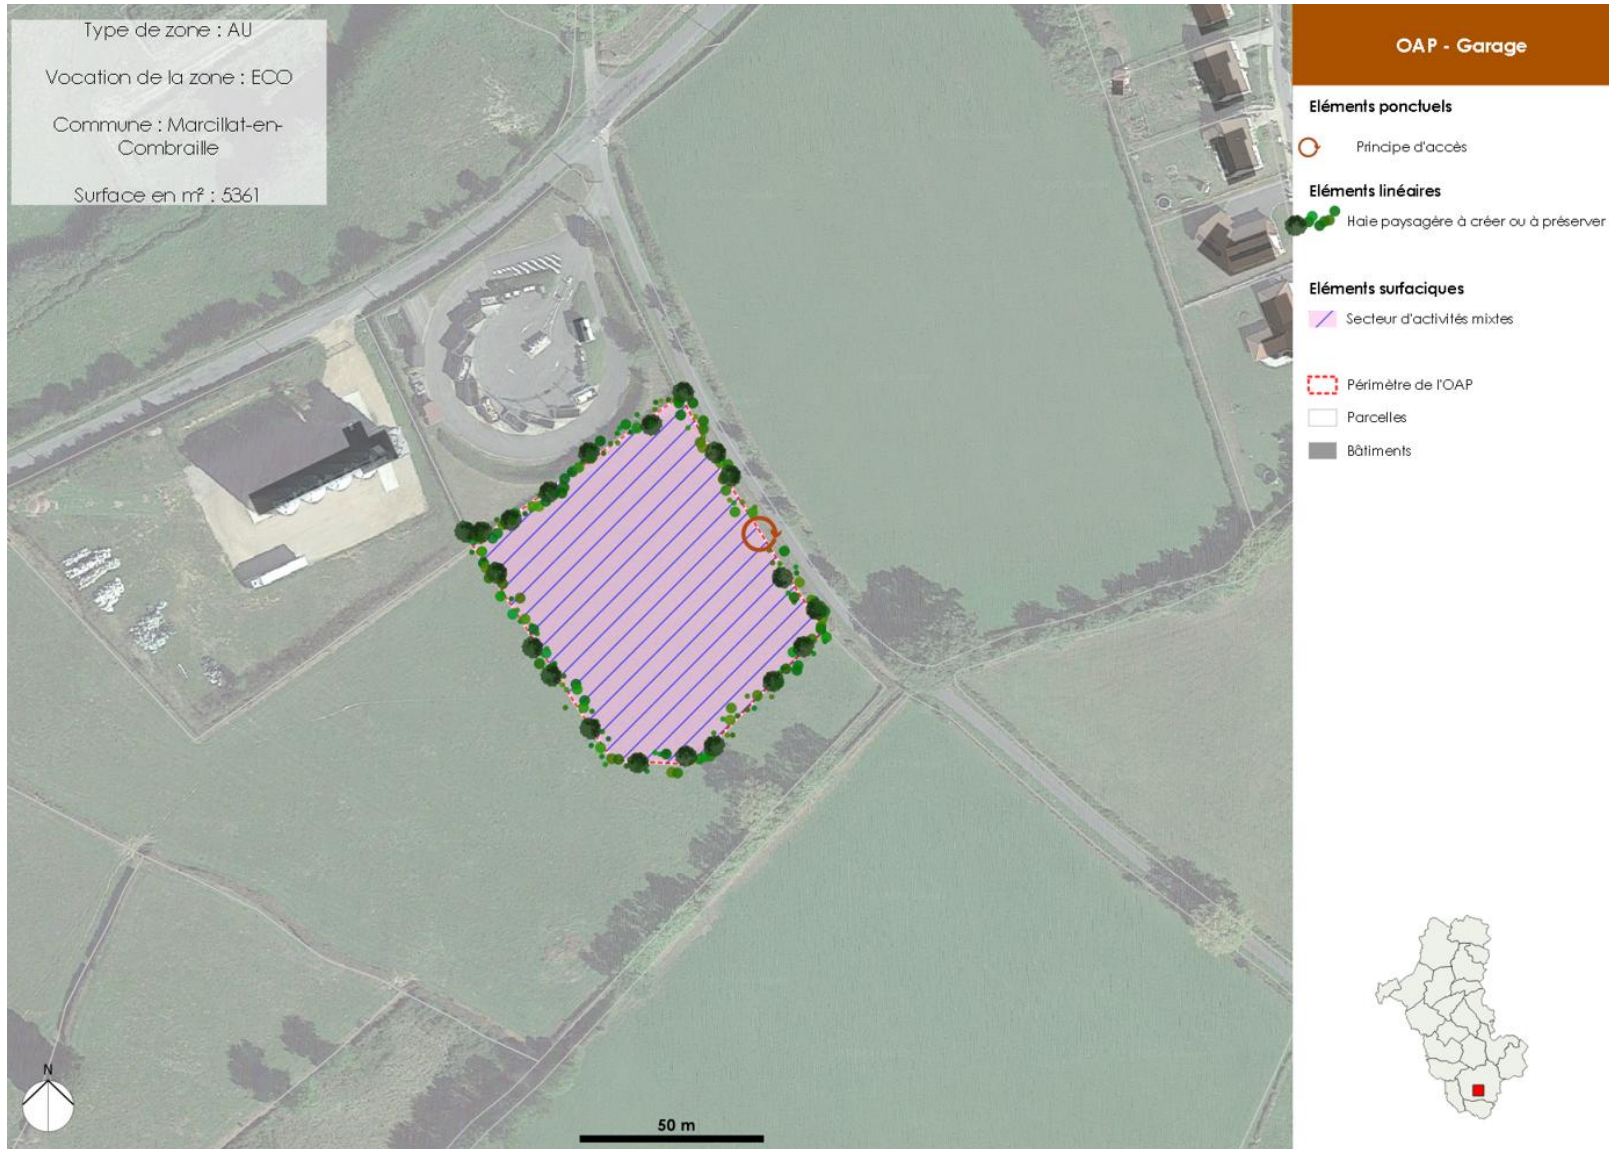 Type de zone : AU
Vocation de la zone : ECO
Commune : Marcillat-en-
Combraille
Surface en m² : 5361
OAP - Garage
Eléments ponctuels
Principe d'accès
Eléments linéaires
Haie paysagère à créer ou à préserver
Eléments surfaciques
Secteur d'activités mixtes
Périmètre de l'OAP
Parcelles
Bâtiments
N
50 m